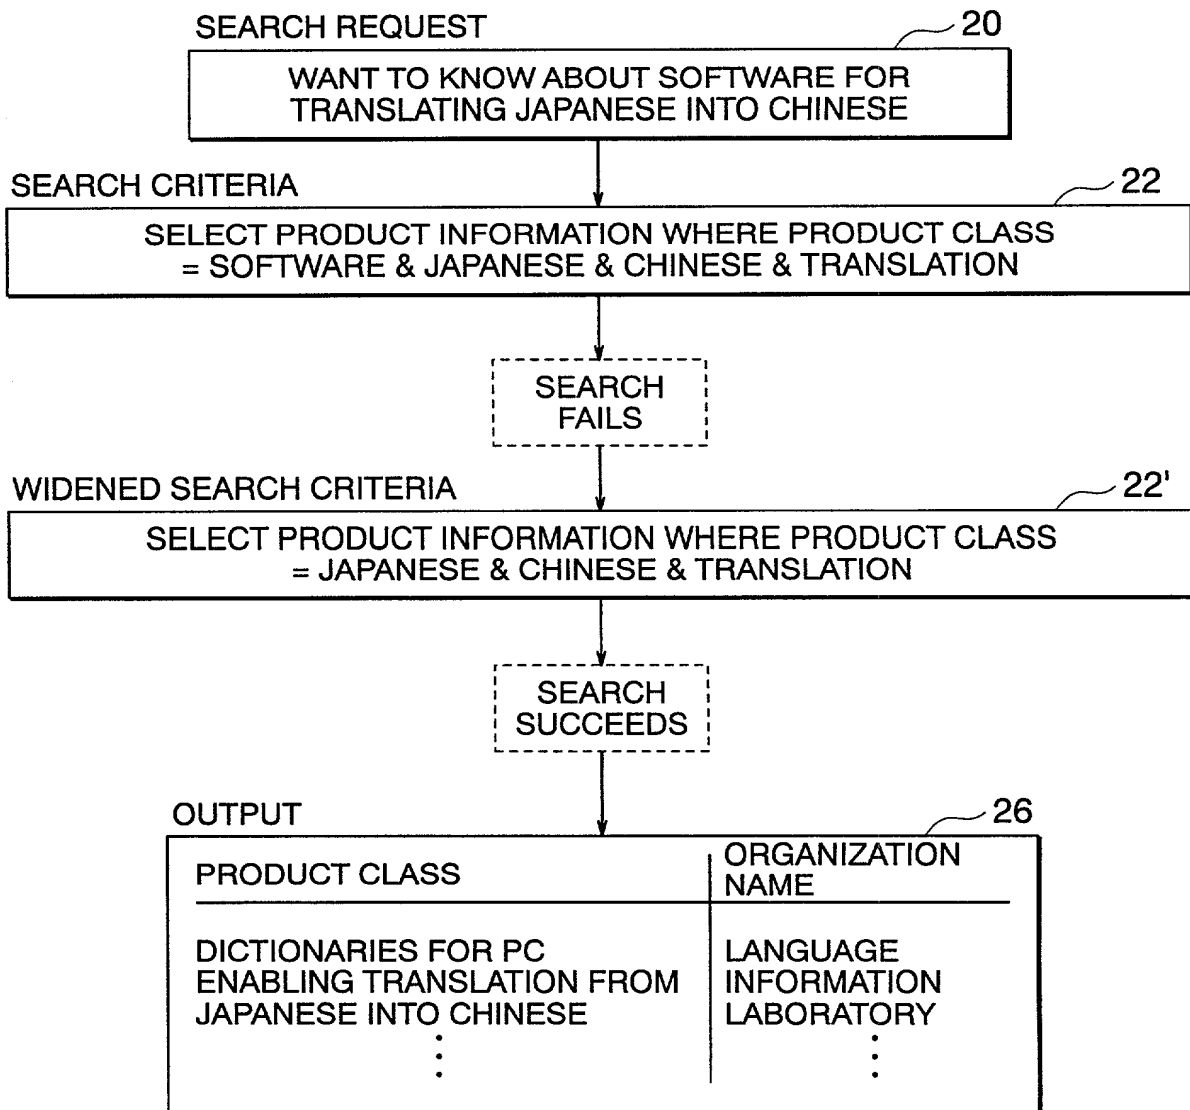 SEARCH REQUEST
20
WANT TO KNOW ABOUT SOFTWARE FOR
TRANSLATING JAPANESE INTO CHINESE
SEARCH CRITERIA
22
SELECT PRODUCT INFORMATION WHERE PRODUCT CLASS
= SOFTWARE & JAPANESE & CHINESE & TRANSLATION
SEARCH
FAILS
WIDENED SEARCH CRITERIA
22'
SELECT PRODUCT INFORMATION WHERE PRODUCT CLASS
= JAPANESE & CHINESE & TRANSLATION
SEARCH
SUCCEEDS
OUTPUT
26
PRODUCT CLASS
ORGANIZATION
NAME
DICTIONARIES FOR PC
ENABLING TRANSLATION FROM
JAPANESE INTO CHINESE
LANGUAGE
INFORMATION
LABORATORY